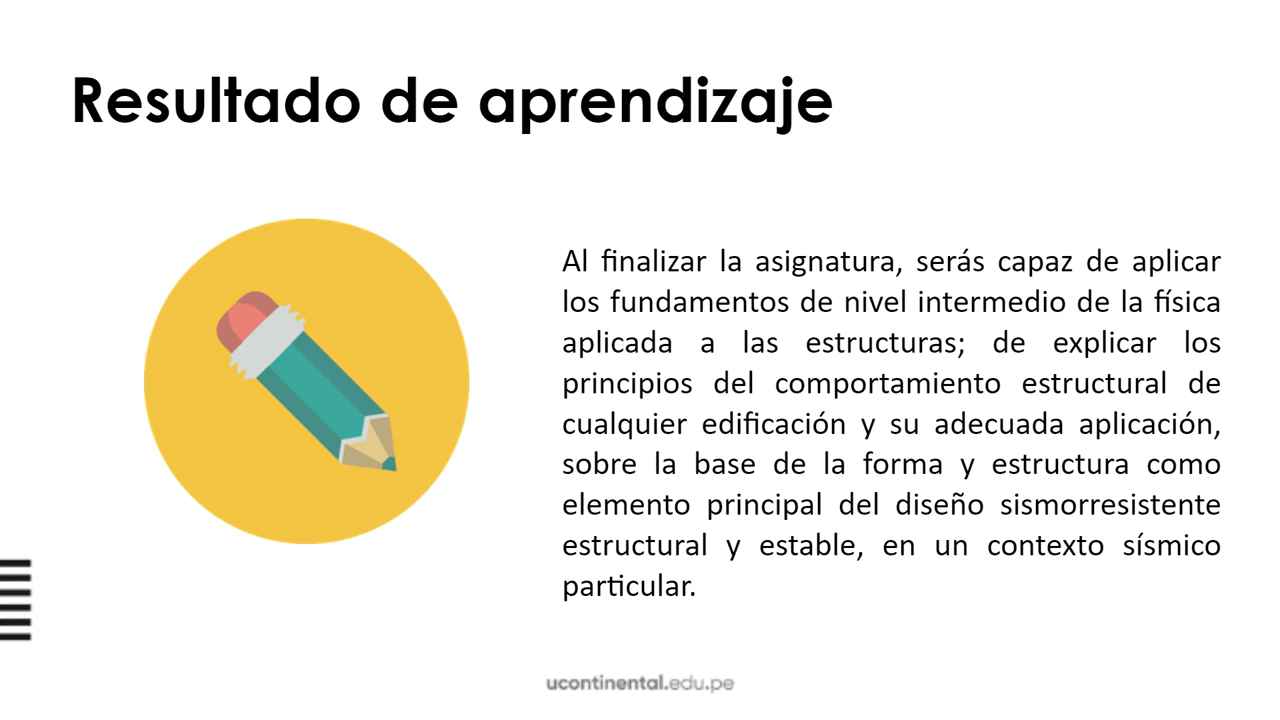 Resultado de aprendizaje
Al finalizar la asignatura, serás capaz de aplicar
los fundamentos de nivel intermedio de la física
aplicada a las estructuras; de explicar los
principios del comportamiento estructural de
cualquier edificación y su adecuada aplicación,
sobre la base de la forma y estructura como
elemento principal del diseño sismorresistente
estructural y estable, en un contexto sísmico
particular.
ucontinental.edu.pe